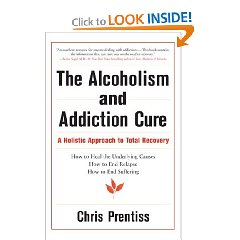 Click to LOOK INSIDE!
The Alcoholism
and
Addiction Cure
A Holistic Approach to Total Recovery
How to Heal the Underlying Causes
How to End Relapse
How to End Suffering
Chris Prentiss